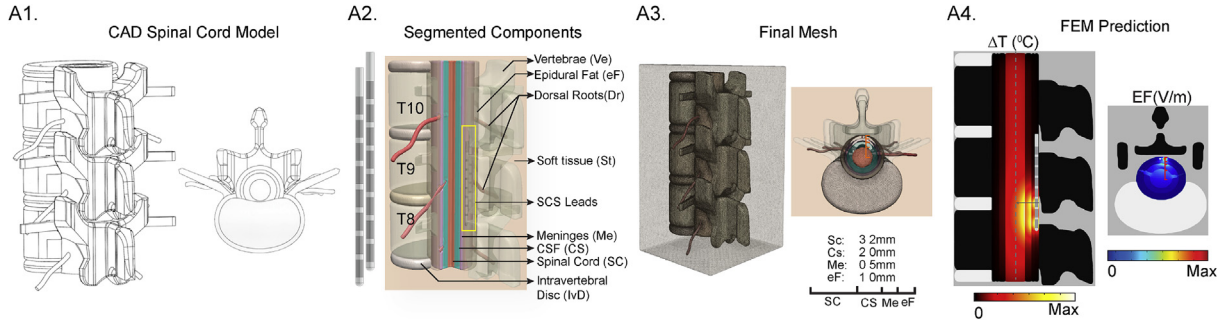 A1.
CAD Spinal Cord Model
A2.
Segmented Components
T10
T9
T8
Vertebrae (Ve)
Epidural Fat (eF)
Dorsal Roots(Dr)
Soft tissue (St)
SCS Leads
Meninges (Me)
CSF (CS)
Spinal Cord (SC)
Intravertebral
Disc (IvD)
A3.
Final Mesh
Sc: 3 2mm
Cs: 2 0mm
Me: 0 5mm
eF: 1 0mm
SC CS Me eF
A4.
FEM Prediction
ΔT (⁰C)
0 Max
EF(V/m)
0 Max